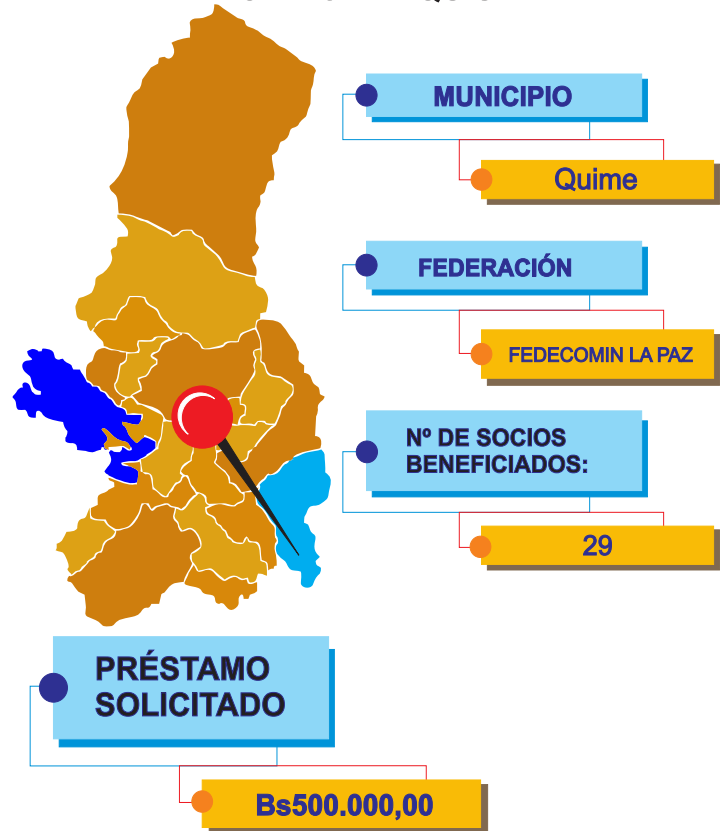 MUNICIPIO
Quime
FEDERACIÓN
FEDECOMIN LA PAZ
Nº DE SOCIOS
BENEFICIADOS:
29
PRÉSTAMO
SOLICITADO
Bs500.000,00